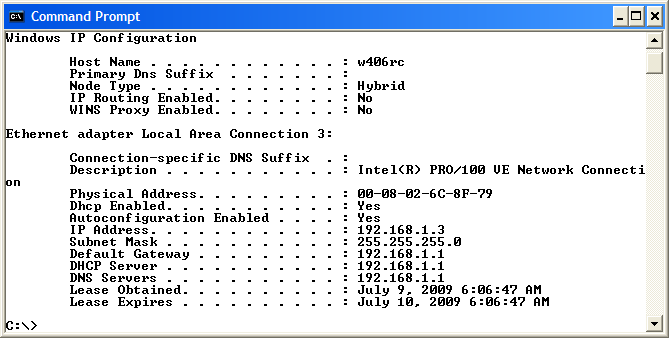 Command Prompt
Windows IP Configuration
Host Name . . . . . . . . . . . . : w406rc
Primary Dns Suffix . . . . . . . :
Node Type . . . . . . . . . . . . : Hybrid
IP Routing Enabled. . . . . . . . : No
WINS Proxy Enabled. . . . . . . . : No
Ethernet adapter Local Area Connection 3:
Connection-specific DNS Suffix . :
Description . . . . . . . . . . . : Intel(R) PRO/100 VE Network Connecti
on
Physical Address. . . . . . . . . : 00-08-02-6C-8F-79
Dhcp Enabled. . . . . . . . . . . : Yes
Autoconfiguration Enabled . . . . : Yes
IP Address. . . . . . . . . . . . : 192.168.1.3
Subnet Mask . . . . . . . . . . . : 255.255.255.0
Default Gateway . . . . . . . . . : 192.168.1.1
DHCP Server . . . . . . . . . . . : 192.168.1.1
DNS Servers . . . . . . . . . . . : 192.168.1.1
Lease Obtained. . . . . . . . . . : July 9, 2009 6:06:47 AM
Lease Expires . . . . . . . . . . : July 10, 2009 6:06:47 AM
C:\>